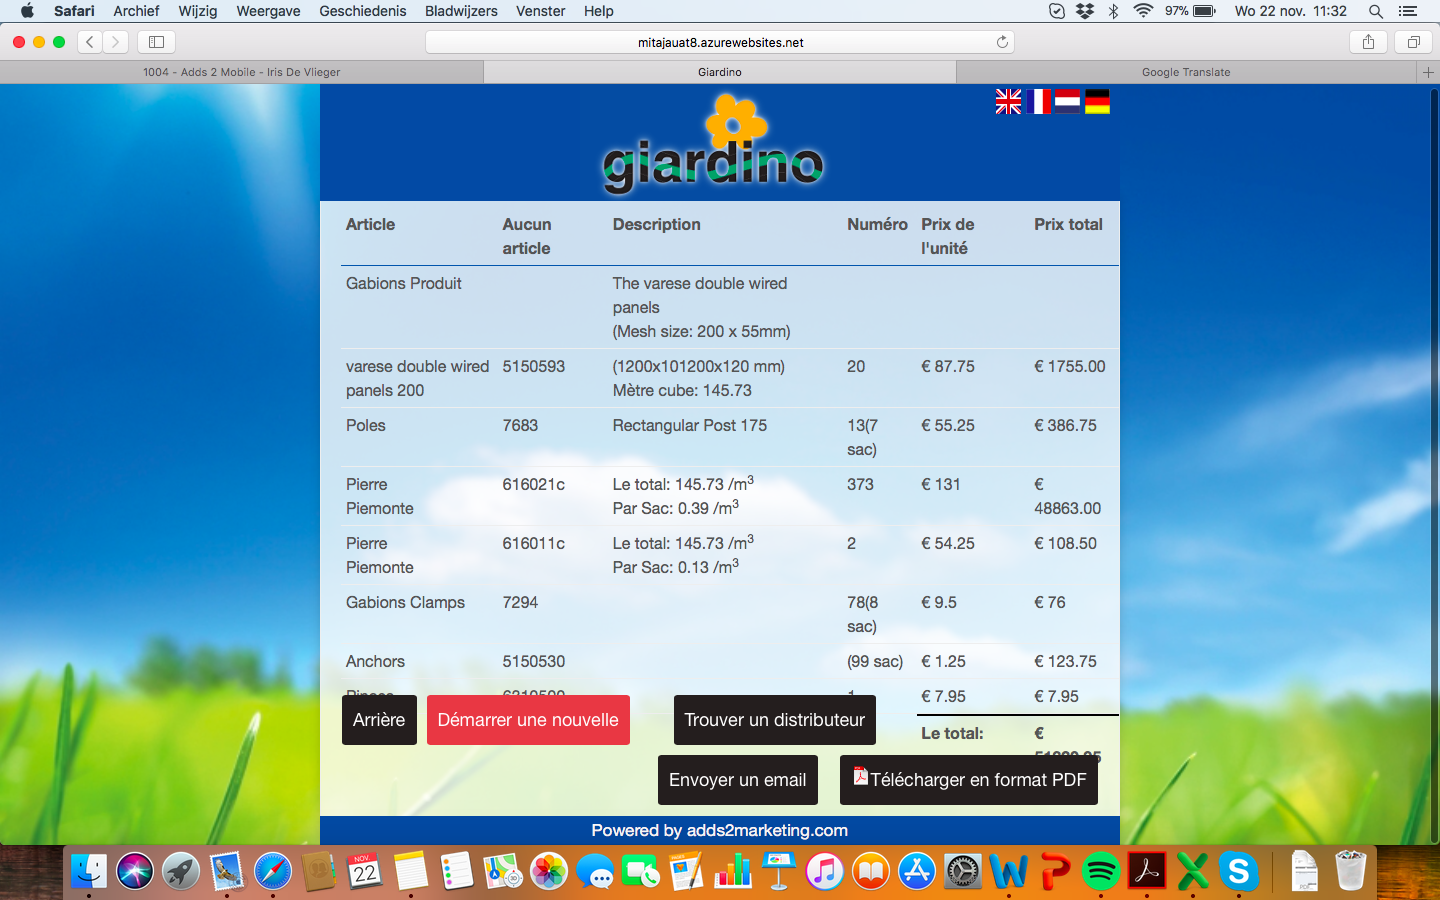 Safari Archief Wijzig Weergave Geschiedenis Bladwijzers Venster Help 97% Wo 22 nov. 11:32
mitajauat8.azurewebsites.net
1004 - Adds 2 Mobile - Iris De Vlieger Giardino Google Translate
giardino
Article Aucun article Description Numéro Prix de l'unité Prix total
Gabions Produit The varese double wired panels (Mesh size: 200 x 55mm)
varese double wired panels 200 5150593 (1200x101200x120 mm) Mètre cube: 145.73 20 € 87.75 € 1755.00
Poles 7683 Rectangular Post 175 13(7 sac) € 55.25 € 386.75
Pierre Piemonte 616021c Le total: 145.73 /m³ Par Sac: 0.39 /m³ 373 € 131 € 48863.00
Pierre Piemonte 616011c Le total: 145.73 /m³ Par Sac: 0.13 /m³ 2 € 54.25 € 108.50
Gabions Clamps 7294 78(8 sac) € 9.5 € 76
Anchors 5150530 (99 sac) € 1.25 € 123.75
€ 7.95 € 7.95
Le total: €
Arrière Démarrer une nouvelle Trouver un distributeur
Envoyer un email Télécharger en format PDF
Powered by adds2marketing.com
NOV. 22